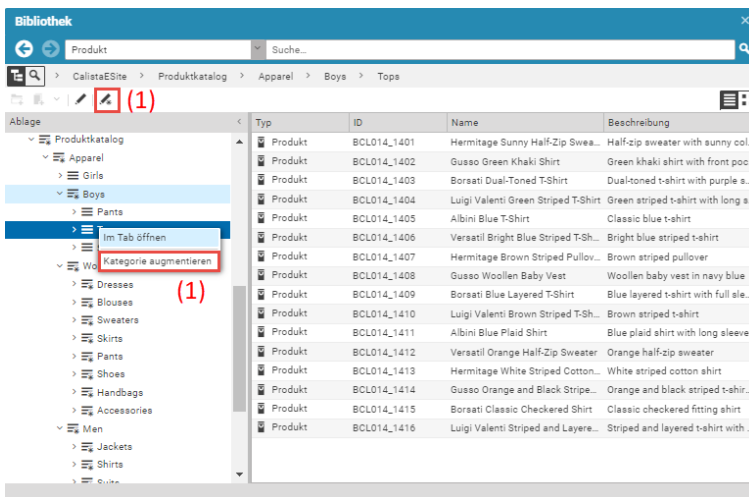 Bibliothek
Produkt
Suche...
CalistaESite > Produktkatalog > Apparel > Boys > Tops
(1)
Ablage
Typ ID Name Beschreibung
Produktkatalog
Apparel
Girls
Boys
Pants
Im Tab öffnen
Kategorie augmentieren
(1)
Wo
Dresses
Blouses
Sweaters
Skirts
Pants
Shoes
Handbags
Accessories
Men
Jackets
Shirts
Suits
Produkt BCL014_1401 Hermitage Sunny Half-Zip Swea... Half-zip sweater with sunny col.
Produkt BCL014_1402 Gusso Green Khaki Shirt Green khaki shirt with front poc
Produkt BCL014_1403 Borsati Dual-Toned T-Shirt Dual-toned t-shirt with purple s..
Produkt BCL014_1404 Luigi Valenti Green Striped T-Shirt Green striped t-shirt with long s
Produkt BCL014_1405 Albini Blue T-Shirt Classic blue t-shirt
Produkt BCL014_1406 Versatil Bright Blue Striped T-Sh... Bright blue striped t-shirt
Produkt BCL014_1407 Hermitage Brown Striped Pullov... Brown striped pullover
Produkt BCL014_1408 Gusso Woollen Baby Vest Woollen baby vest in navy blue
Produkt BCL014_1409 Borsati Blue Layered T-Shirt Blue layered t-shirt with full sle..
Produkt BCL014_1410 Luigi Valenti Brown Striped T-Sh... Brown striped t-shirt
Produkt BCL014_1411 Albini Blue Plaid Shirt Blue plaid shirt with long sleeve
Produkt BCL014_1412 Versatil Orange Half-Zip Sweater Orange half-zip sweater
Produkt BCL014_1413 Hermitage White Striped Cotton... White striped cotton shirt
Produkt BCL014_1414 Gusso Orange and Black Stripe... Orange and black striped t-shir..
Produkt BCL014_1415 Borsati Classic Checkered Shirt Classic checkered fitting shirt
Produkt BCL014_1416 Luigi Valenti Striped and Layere... Striped and layered t-shirt with .